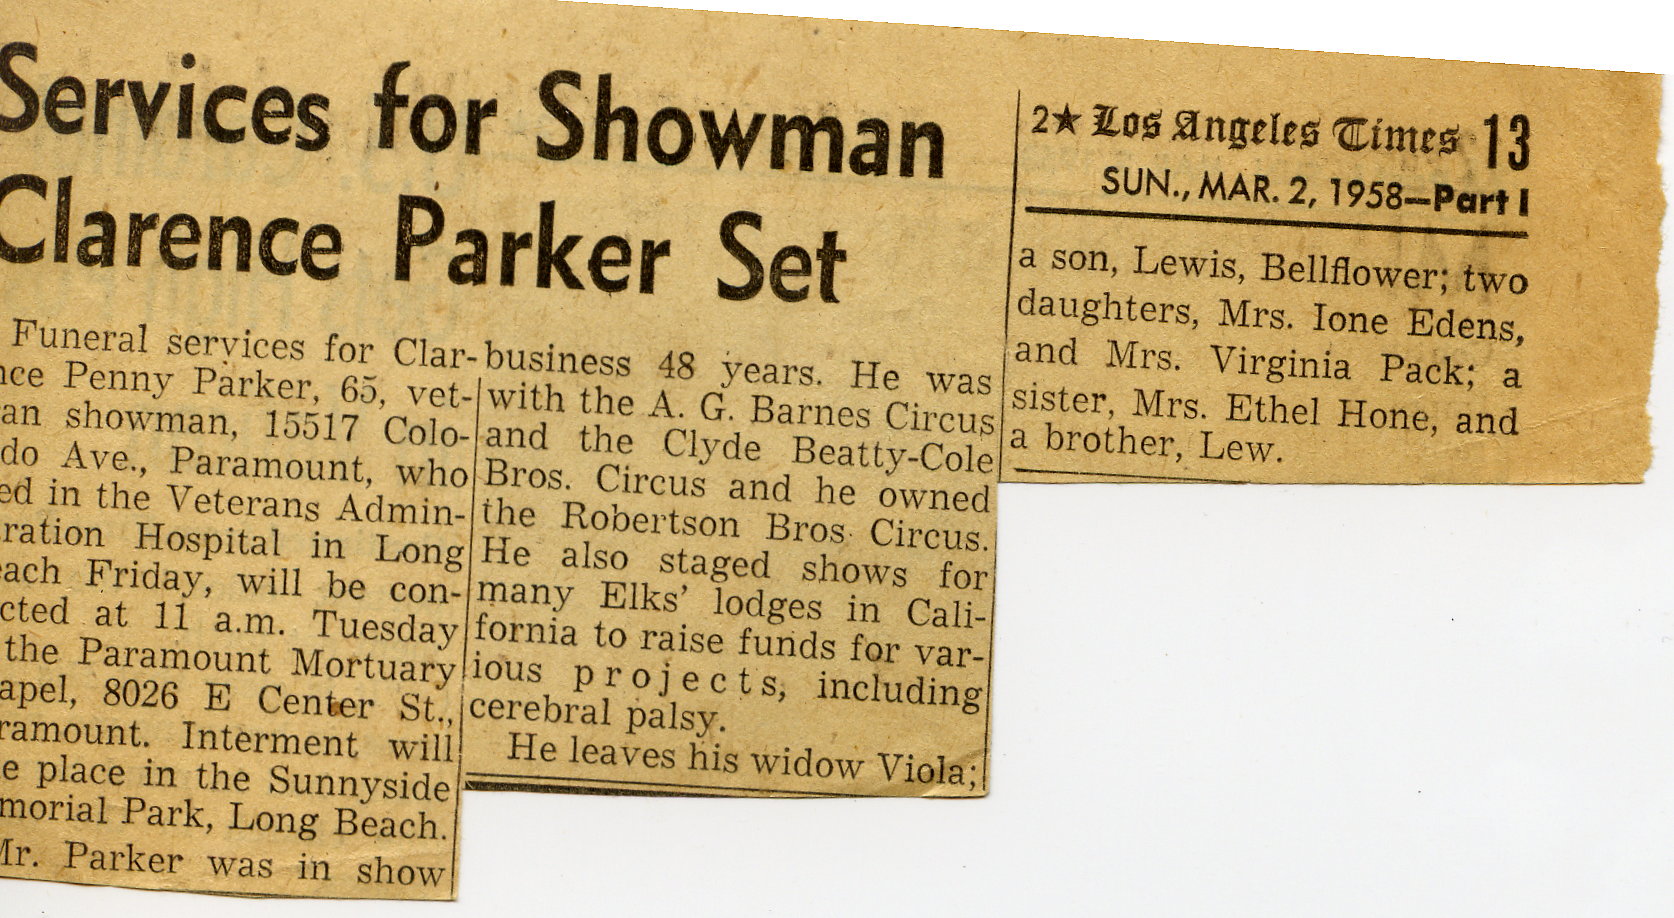 Services for Showman
Clarence Parker Set
Funeral services for Clar-
nce Penny Parker, 65, vet-
an showman, 15517 Colo-
do Ave., Paramount, who
ed in the Veterans Admin-
ration Hospital in Long
each Friday, will be con-
cted at 11 a.m. Tuesday
the Paramount Mortuary
apel, 8026 E Center St.,
ramount. Interment will
e place in the Sunnyside
morial Park, Long Beach.
Mr. Parker was in show
business 48 years. He was
with the A. G. Barnes Circus
and the Clyde Beatty-Cole
Bros. Circus and he owned
the Robertson Bros. Circus.
He also staged shows for
many Elks' lodges in Cali-
fornia to raise funds for var-
ious projects, including
cerebral palsy.
He leaves his widow Viola;
2★ Los Angeles Times 13
SUN., MAR. 2, 1958—Part I
a son, Lewis, Bellflower; two
daughters, Mrs. Ione Edens,
and Mrs. Virginia Pack; a
sister, Mrs. Ethel Hone, and
a brother, Lew.